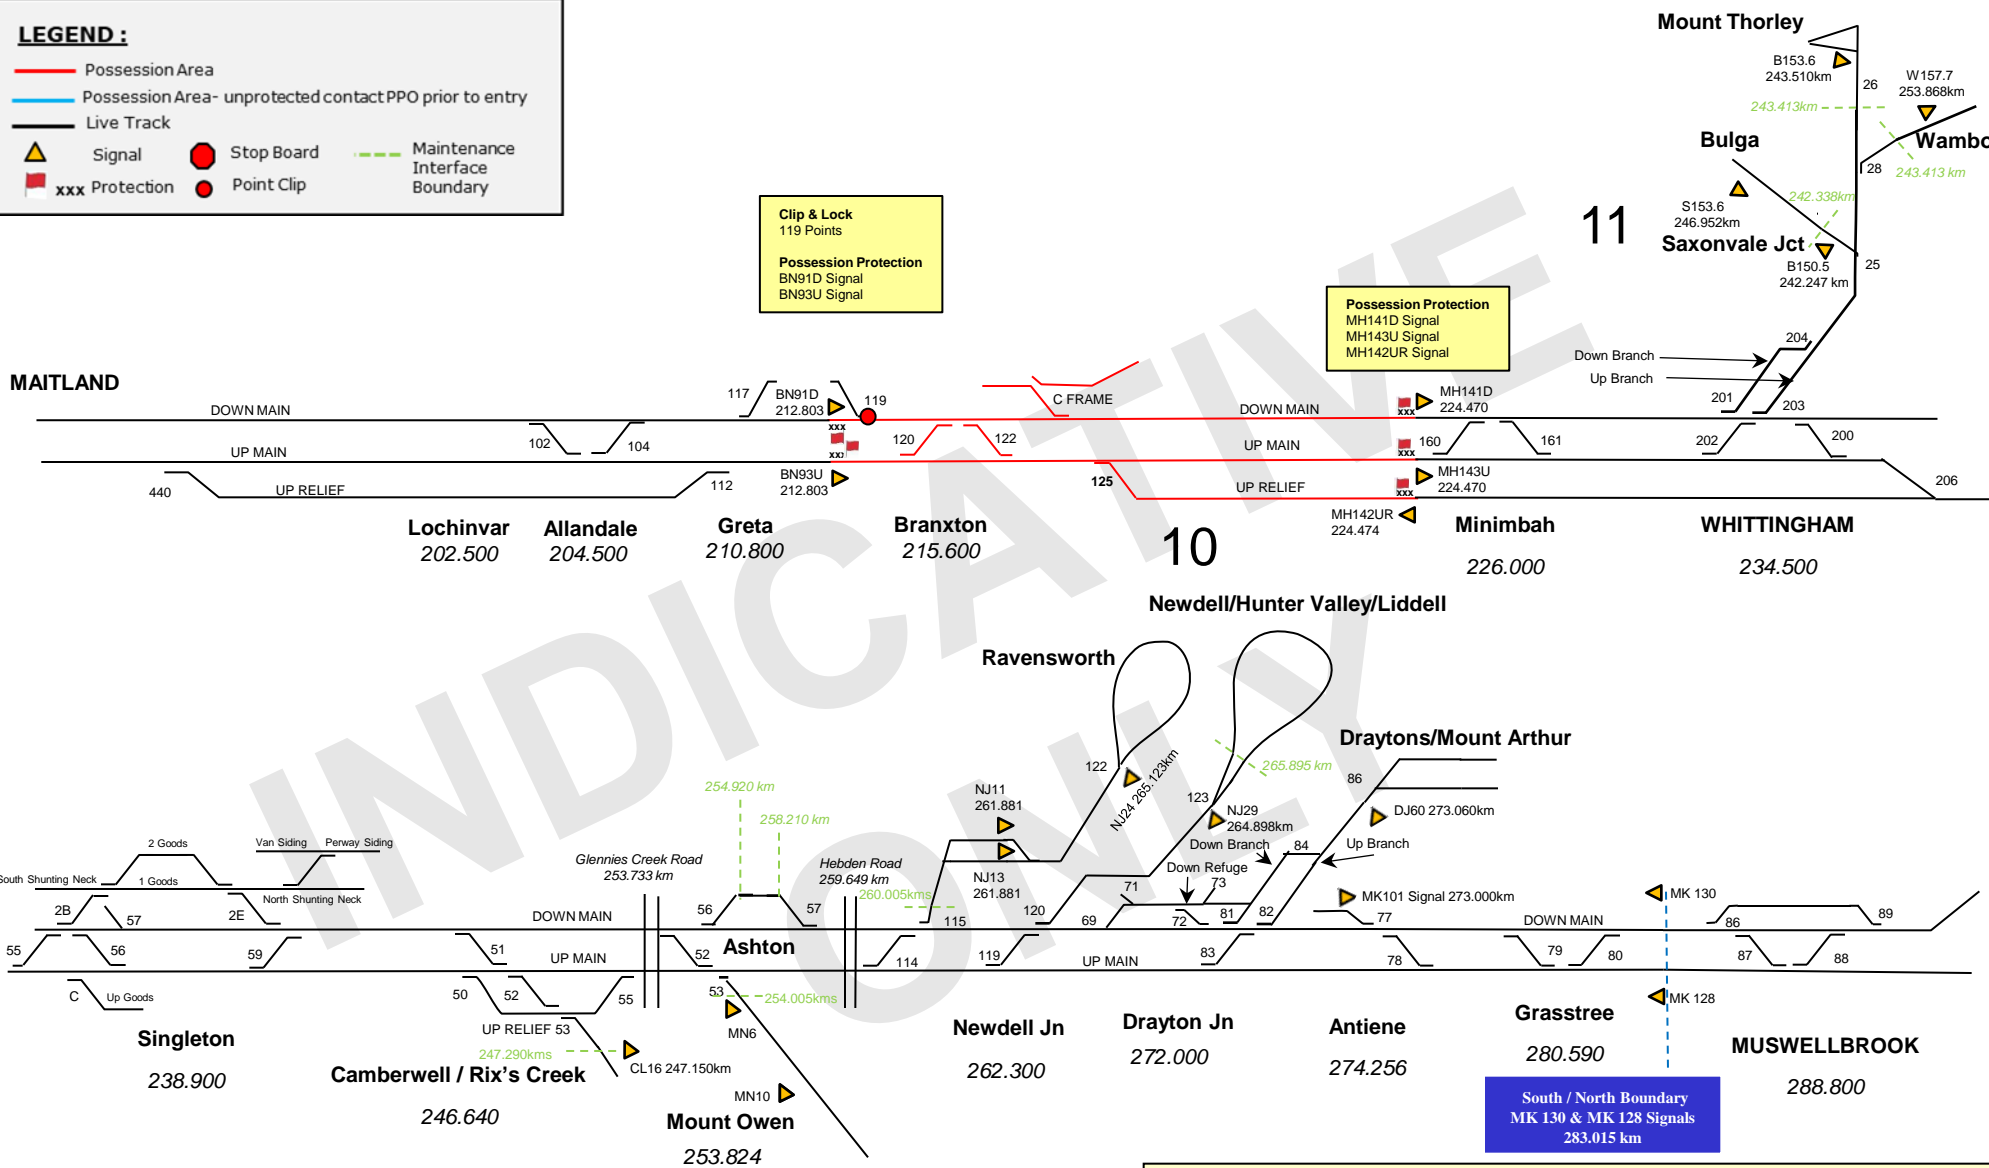 LEGEND :
Possession Area
Possession Area- unprotected contact PPO prior to entry
Live Track
Signal
Stop Board
Maintenance
Interface
Boundary
xxx Protection
Point Clip
Clip & Lock
119 Points
Possession Protection
BN91D Signal
BN93U Signal
Possession Protection
MH141D Signal
MH143U Signal
MH142UR Signal
11
Mount Thorley
B153.6
243.510km
26
W157.7
253.868km
243.413km
Bulga
Wambo
28
243.413 km
S153.6
246.952km
242.338km
Saxonvale Jct
B150.5
242.247 km
25
204
Down Branch
Up Branch
201
203
MAITLAND
DOWN MAIN
117
BN91D
212.803
119
xxx
C FRAME
DOWN MAIN
xxx
MH141D
224.470
102
104
UP MAIN
120
122
UP MAIN
160
161
202
200
xxx
440
UP RELIEF
112
BN93U
212.803
125
UP RELIEF
xxx
MH143U
224.470
206
MH142UR
224.474
Lochinvar
202.500
Allandale
204.500
Greta
210.800
Branxton
215.600
10
Minimbah
226.000
WHITTINGHAM
234.500
INDICATIVE
ONLY
Newdell/Hunter Valley/Liddell
Ravensworth
Draytons/Mount Arthur
122
NJ24 265.123km
265.895 km
86
123
NJ29
264.898km
DJ60 273.060km
254.920 km
258.210 km
NJ11
261.881
NJ13
261.881
Down Branch
84
Up Branch
2 Goods
Van Siding
Perway Siding
Glennies Creek Road
253.733 km
Hebden Road
259.649 km
Down Refuge
South Shunting Neck
1 Goods
North Shunting Neck
260.005kms
71
73
MK101 Signal 273.000km
MK 130
2B
57
2E
DOWN MAIN
56
57
115
120
69
72
81
82
77
DOWN MAIN
86
89
55
56
59
51
UP MAIN
52
Ashton
114
119
UP MAIN
83
78
79
80
87
88
C
Up Goods
50
52
55
53
254.005kms
MK 128
UP RELIEF 53
MN6
247.290kms
CL16 247.150km
MN10
Singleton
238.900
Camberwell / Rix's Creek
246.640
Mount Owen
253.824
Newdell Jn
262.300
Drayton Jn
272.000
Antiene
274.256
Grasstree
280.590
MUSWELLBROOK
288.800
South / North Boundary
MK 130 & MK 128 Signals
283.015 km